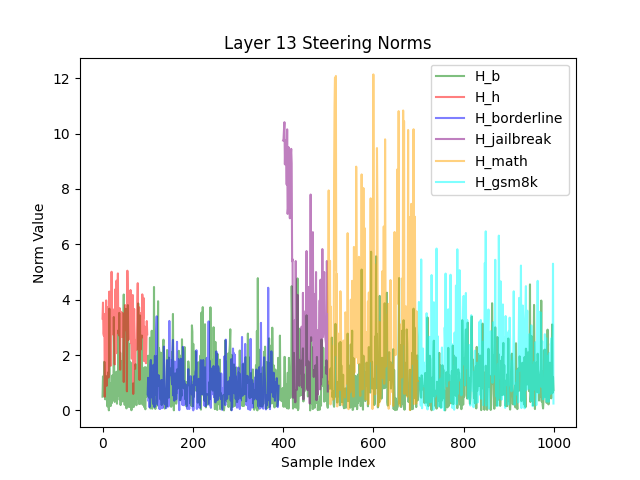 Layer 13 Steering Norms
H_b
H_h
H_borderline
H_jailbreak
H_math
H_gsm8k
Norm Value
12
10
8
6
4
2
0
0
200
400
600
800
1000
Sample Index